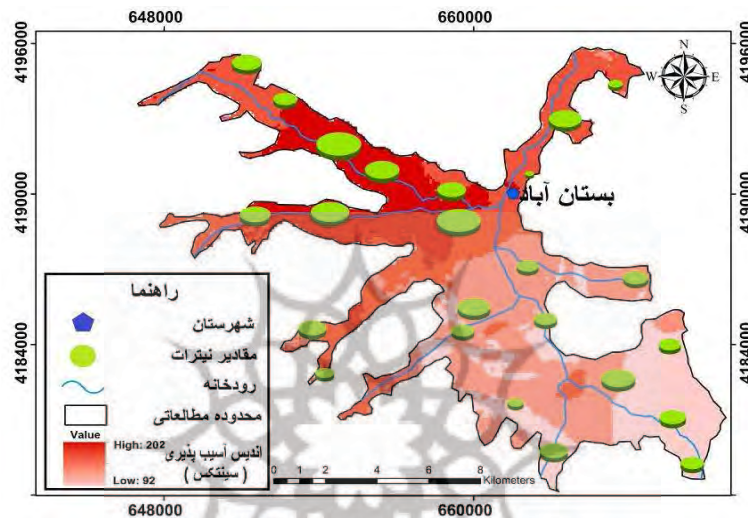 648000 660000
4196000 4196000
N
W E
S
4190000 4190000
بستان آباد
راهنما
شهرستان
مقادیر نیترات
رودخانه
محدوده مطالعاتی
Value
High: 202
اندیس آسیب پذیری
( سینتکس )
Low: 92
4184000 4184000
0 1 2 4 6 8
Kilometers
648000 660000